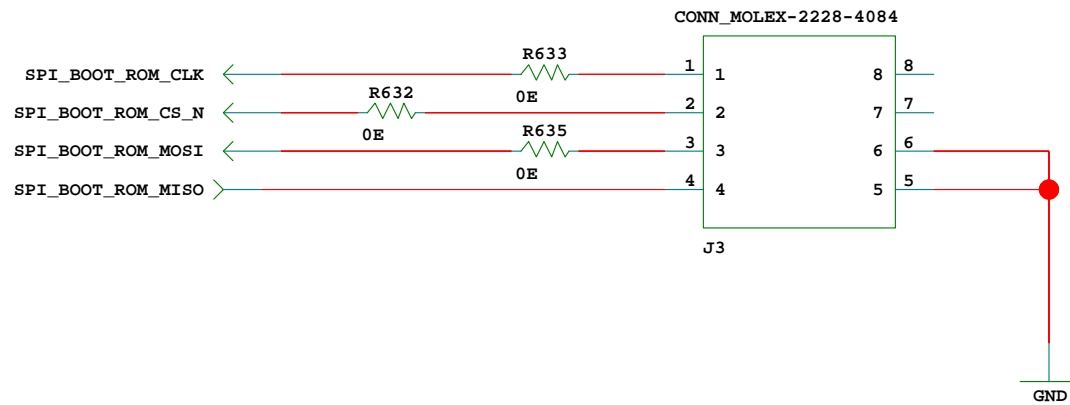 CONN_MOLEX-2228-4084
R633
SPI_BOOT_ROM_CLK 1 1 8 8
0E
R632
SPI_BOOT_ROM_CS_N 2 2 7 7
0E
R635
SPI_BOOT_ROM_MOSI 3 3 6 6
0E
SPI_BOOT_ROM_MISO 4 4 5 5
J3
GND